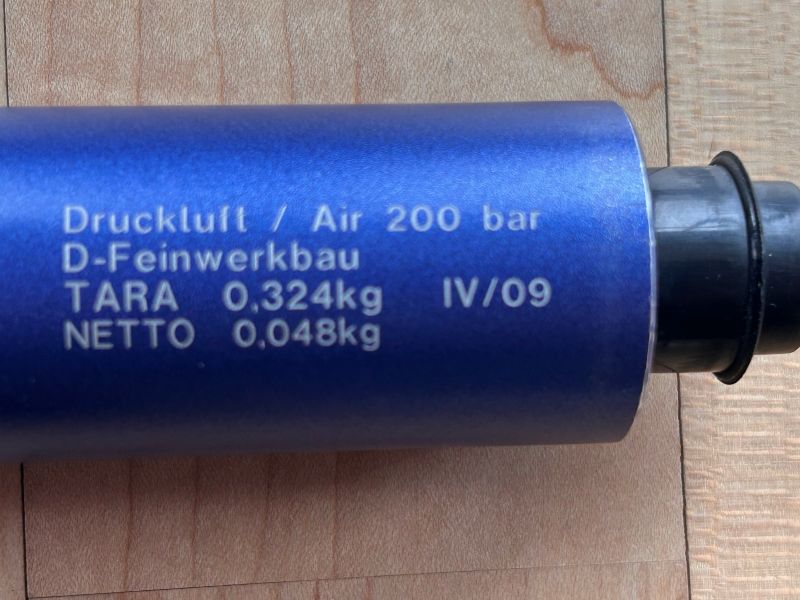 Druckluft / Air 200 bar
D-Feinwerkbau
TARA 0,324kg IV/09
NETTO 0,048kg